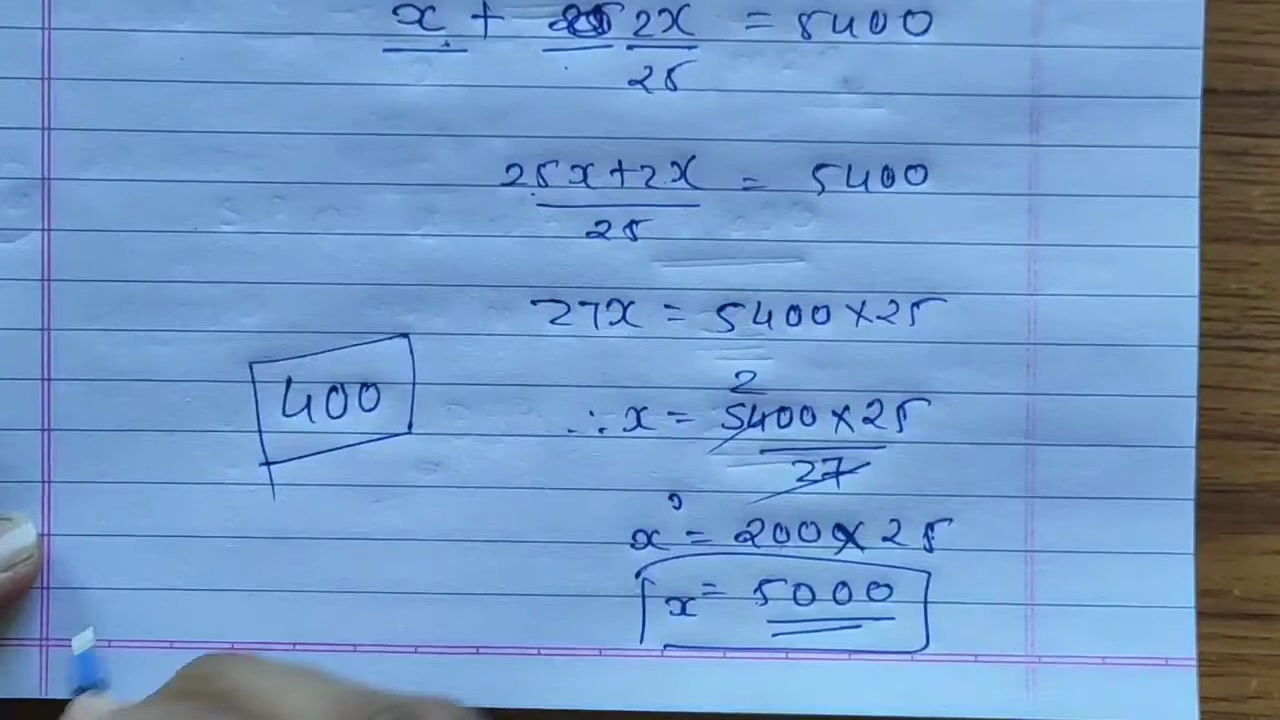 x + 2x = 5400
25
25x+2x = 5400
25
27x = 5400×25
2
400
∴x = 5400×25
27
x = 200×25
x = 5000